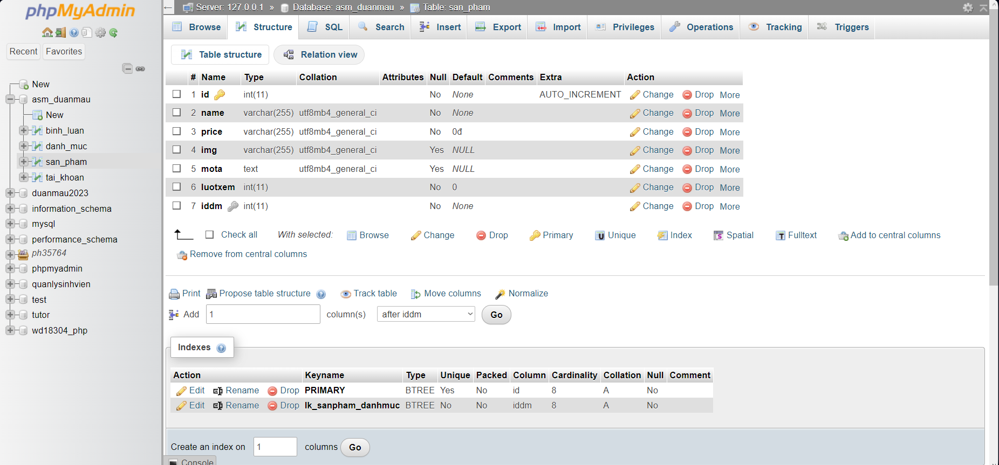 phpMyAdmin
Recent Favorites
New
asm_duanmau
New
binh_luan
danh_muc
san_pham
tai_khoan
duanmau2023
information_schema
mysql
performance_schema
ph35764
phpmyadmin
quanlysinhvien
test
tutor
wd18304_php
← Server: 127.0.0.1 » Database: asm_duanmau » Table: san_pham
Browse Structure SQL Search Insert Export Import Privileges Operations Tracking Triggers
Table structure Relation view
# Name Type Collation Attributes Null Default Comments Extra Action
1 id int(11) No None AUTO_INCREMENT Change Drop More
2 name varchar(255) utf8mb4_general_ci No None Change Drop More
3 price varchar(255) utf8mb4_general_ci No 0đ Change Drop More
4 img varchar(255) utf8mb4_general_ci Yes NULL Change Drop More
5 mota text utf8mb4_general_ci Yes NULL Change Drop More
6 luotxem int(11) No 0 Change Drop More
7 iddm int(11) No None Change Drop More
Check all With selected: Browse Change Drop Primary Unique Index Spatial Fulltext Add to central columns
Remove from central columns
Print Propose table structure Track table Move columns Normalize
Add 1 column(s) after iddm Go
Indexes
Action Keyname Type Unique Packed Column Cardinality Collation Null Comment
Edit Rename Drop PRIMARY BTREE Yes No id 8 A No
Edit Rename Drop lk_sanpham_danhmuc BTREE No No iddm 8 A No
Create an index on 1 columns Go
Console